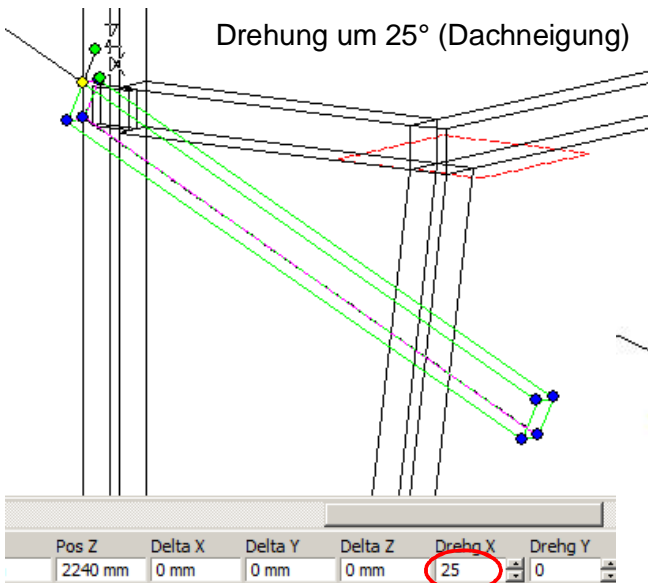 Drehung um 25° (Dachneigung)
Pos Z Delta X Delta Y Delta Z Drehg X Drehg Y
2240 mm 0 mm 0 mm 0 mm 25 0